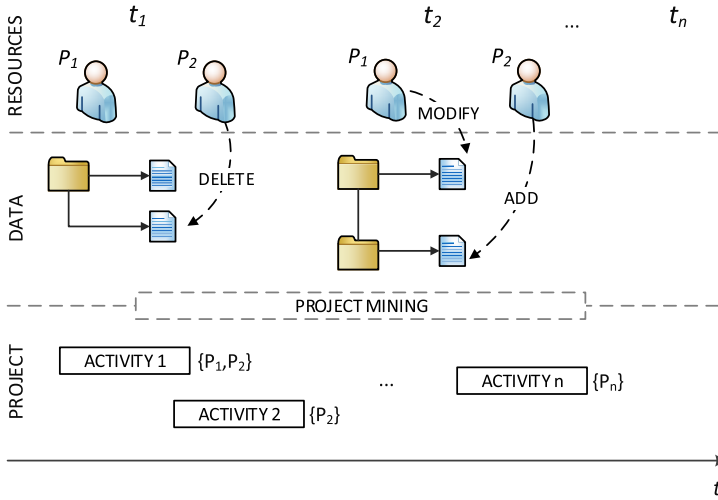 RESOURCES
t1 t2 ... tn
P1 P2 P1 P2
MODIFY
DATA
DELETE
ADD
PROJECT MINING
PROJECT
ACTIVITY 1 {P1,P2}
... ACTIVITY n {Pn}
ACTIVITY 2 {P2}
t